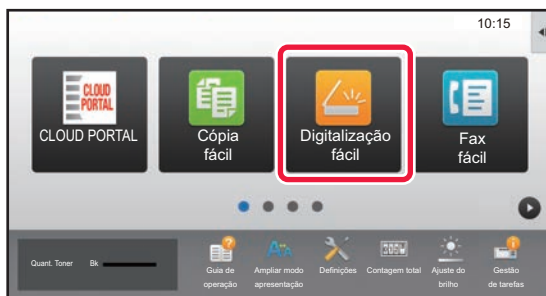 10:15
CLOUD
PORTAL
CLOUD PORTAL
Cópia
fácil
Digitalização
fácil
Fax
fácil
Quant. Toner Bk
Guia de
operação
Ampliar modo
apresentação
Definições
Contagem total
Ajuste do
brilho
Gestão
de tarefas